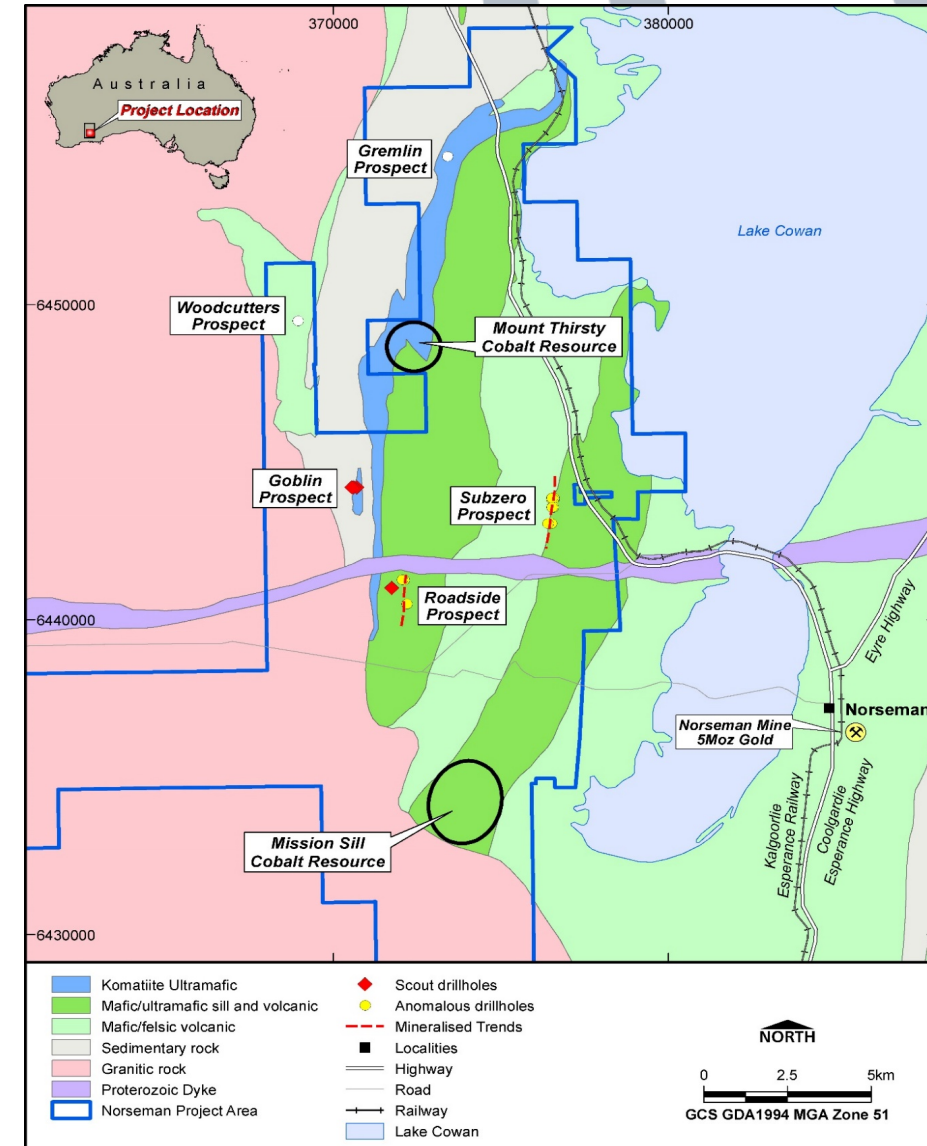 370000
380000
Australia
Project Location
Gremlin
Prospect
Lake Cowan
6450000
Woodcutters
Prospect
Mount Thirsty
Cobalt Resource
Goblin
Prospect
Subzero
Prospect
Roadside
Prospect
6440000
Eyre Highway
Norseman
Norseman Mine
5Moz Gold
Kalgoorlie
Esperance Railway
Coolgardie
Esperance Highway
Mission Sill
Cobalt Resource
6430000
Komatiite Ultramafic
Mafic/ultramafic sill and volcanic
Mafic/felsic volcanic
Sedimentary rock
Granitic rock
Proterozoic Dyke
Norseman Project Area
Scout drillholes
Anomalous drillholes
Mineralised Trends
Localities
Highway
Road
Railway
Lake Cowan
NORTH
0 2.5 5km
GCS GDA1994 MGA Zone 51